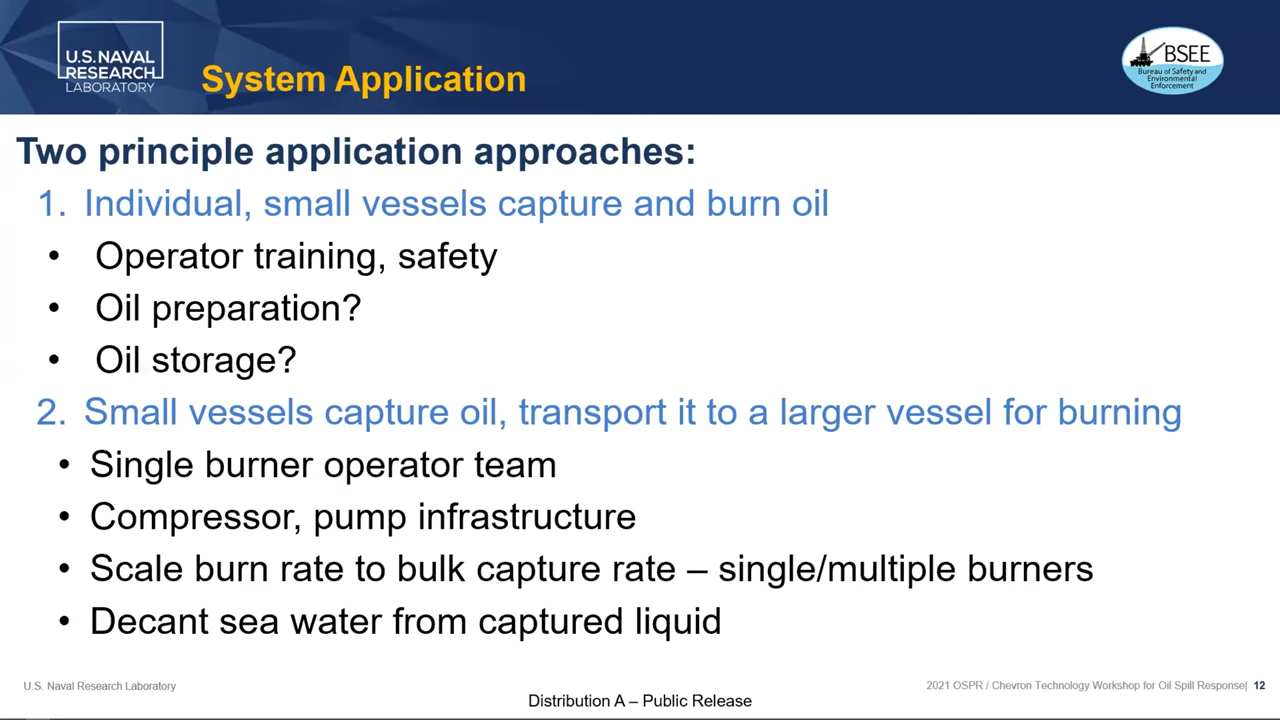 U.S. NAVAL
RESEARCH
LABORATORY
System Application
BSEE
Bureau of Safety and
Environmental
Enforcement
Two principle application approaches:
1. Individual, small vessels capture and burn oil
• Operator training, safety
• Oil preparation?
• Oil storage?
2. Small vessels capture oil, transport it to a larger vessel for burning
• Single burner operator team
• Compressor, pump infrastructure
• Scale burn rate to bulk capture rate – single/multiple burners
• Decant sea water from captured liquid
U.S. Naval Research Laboratory
2021 OSPR / Chevron Technology Workshop for Oil Spill Response| 12
Distribution A – Public Release